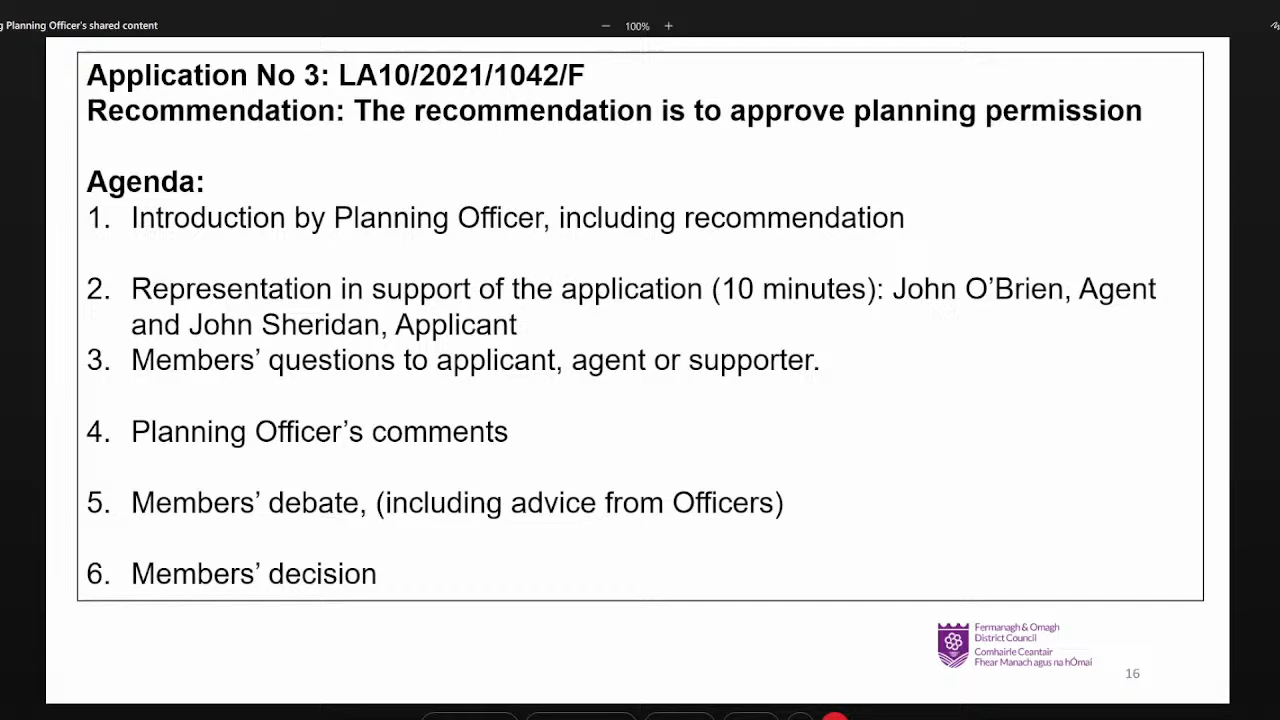 g Planning Officer's shared content
100%
Application No 3: LA10/2021/1042/F
Recommendation: The recommendation is to approve planning permission
Agenda:
1. Introduction by Planning Officer, including recommendation
2. Representation in support of the application (10 minutes): John O’Brien, Agent
and John Sheridan, Applicant
3. Members’ questions to applicant, agent or supporter.
4. Planning Officer’s comments
5. Members’ debate, (including advice from Officers)
6. Members’ decision
Fermanagh & Omagh
District Council
Comhairle Ceantair
Fhear Manach agus na hÓmaí
16